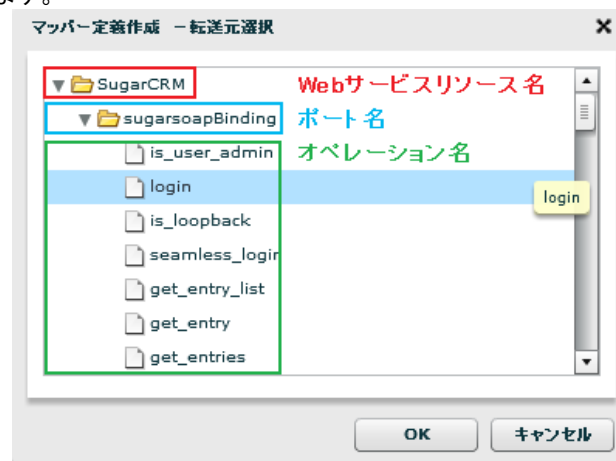 ます。
マッパー定義作成 －転送元選択
SugarCRM Webサービスリソース名
sugarsoapBinding ポート名
is_user_admin オペレーション名
login
login
is_loopback
seamless_login
get_entry_list
get_entry
get_entries
OK キャンセル